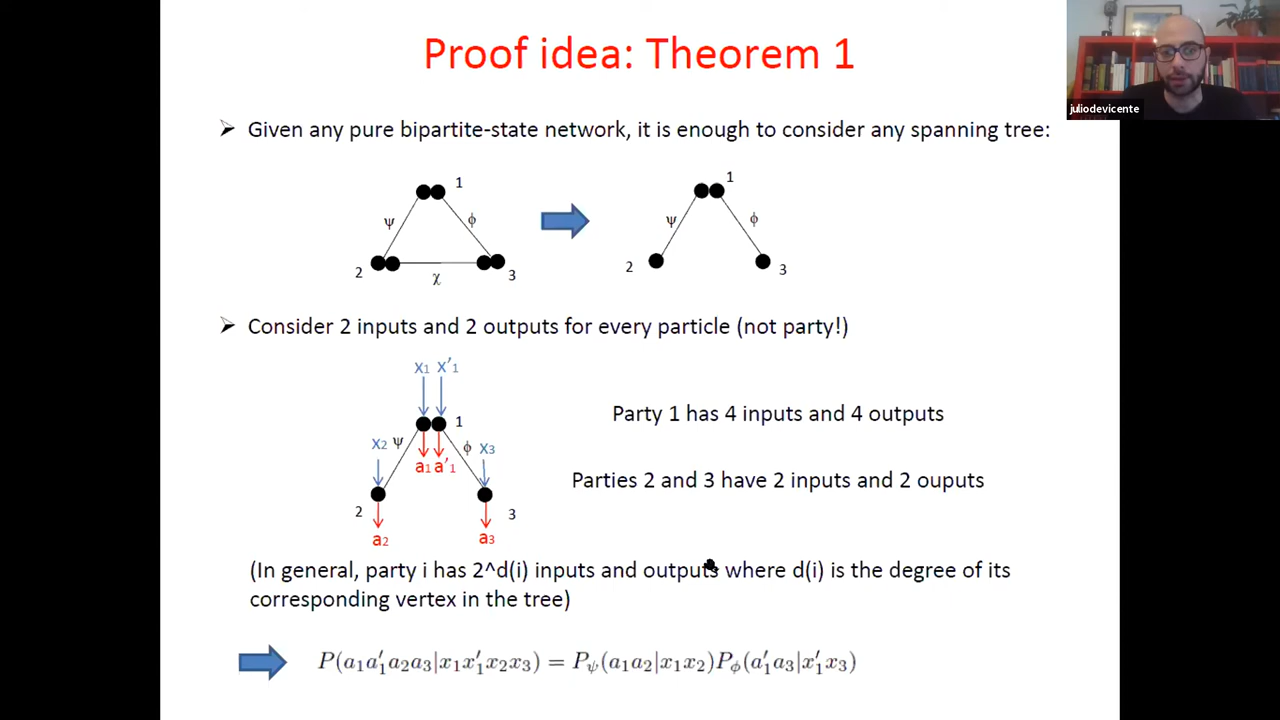 Proof idea: Theorem 1
juliodevicente
➢ Given any pure bipartite-state network, it is enough to consider any spanning tree:
1
1
ψ
ϕ
ψ
ϕ
2
3
2
3
χ
➢ Consider 2 inputs and 2 outputs for every particle (not party!)
x1 x′1
Party 1 has 4 inputs and 4 outputs
1
x2 ψ
ϕ x3
a1 a′1
Parties 2 and 3 have 2 inputs and 2 ouputs
2
3
a2
a3
(In general, party i has 2^d(i) inputs and outputs where d(i) is the degree of its
corresponding vertex in the tree)
P(a₁a′₁a₂a₃|x₁x′₁x₂x₃) = P_ψ(a₁a₂|x₁x₂)P_ϕ(a′₁a₃|x′₁x₃)